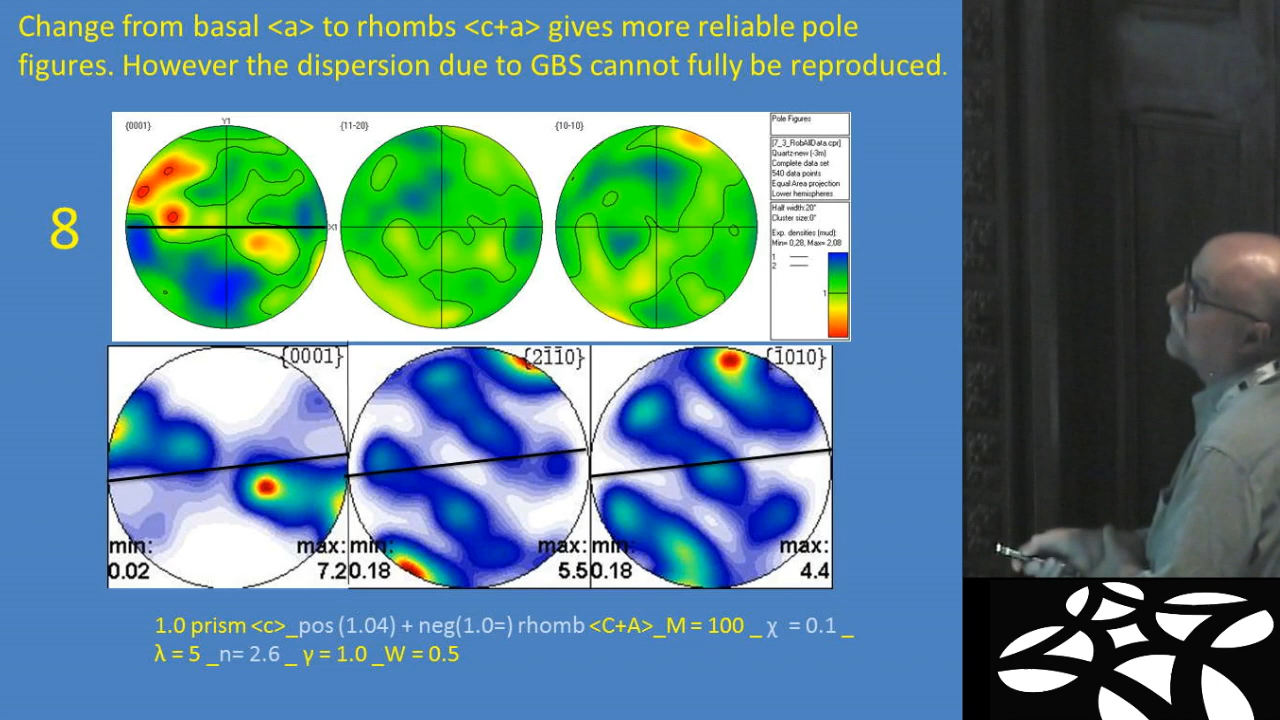 Change from basal <a> to rhombs <c+a> gives more reliable pole
figures. However the dispersion due to GBS cannot fully be reproduced.
8
{0001}
Y1
{11-20}
{10-10}
X1
Pole Figures
[7_3_RobAllData.cpr]
Quartz-new (-3m)
Complete data set
540 data points
Equal Area projection
Lower hemispheres
Half width:20°
Cluster size:0°
Exp. densities (mud):
Min= 0,28, Max= 2,08
1
2
1
{0001}
min:
0.02
max:
7.2
{2110}
min:
0.18
max:
5.5
{1010}
min:
0.18
max:
4.4
1.0 prism <c>_pos (1.04) + neg(1.0=) rhomb <C+A>_M = 100 _ χ = 0.1 _
λ = 5 _n= 2.6 _ γ = 1.0 _W = 0.5